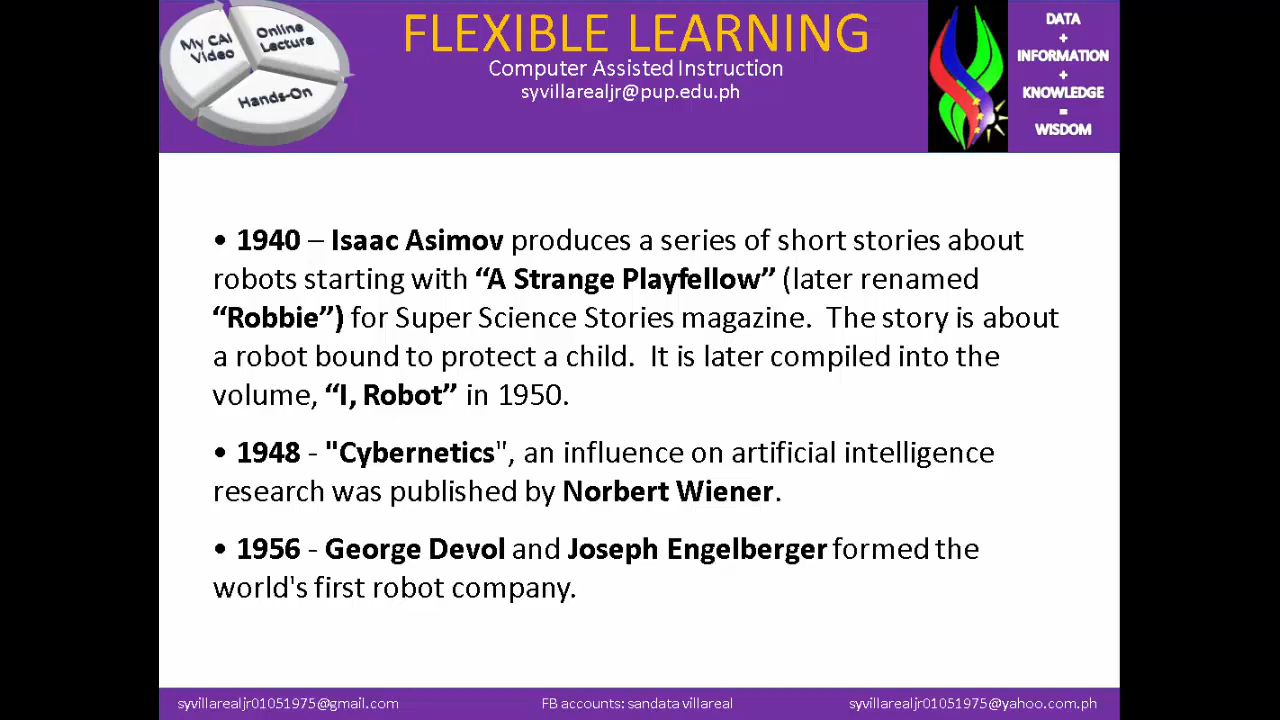 My CAI
Video
Online
Lecture
Hands-On
FLEXIBLE LEARNING
Computer Assisted Instruction
syvillarealjr@pup.edu.ph
DATA
+
INFORMATION
+
KNOWLEDGE
=
WISDOM
• 1940 – Isaac Asimov produces a series of short stories about
robots starting with “A Strange Playfellow” (later renamed
“Robbie”) for Super Science Stories magazine. The story is about
a robot bound to protect a child. It is later compiled into the
volume, “I, Robot” in 1950.
• 1948 - "Cybernetics", an influence on artificial intelligence
research was published by Norbert Wiener.
• 1956 - George Devol and Joseph Engelberger formed the
world's first robot company.
syvillarealjr01051975@gmail.com
FB accounts: sandata villareal
syvillarealjr01051975@yahoo.com.ph